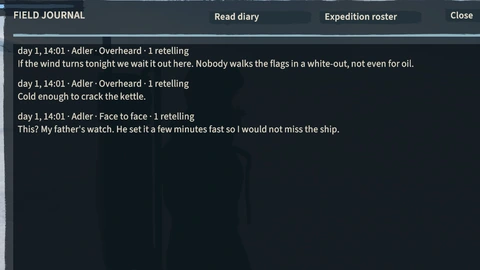 FIELD JOURNAL
Read diary
Expedition roster
Close
day 1, 14:01 · Adler · Overheard · 1 retelling
If the wind turns tonight we wait it out here. Nobody walks the flags in a white-out, not even for oil.
day 1, 14:01 · Adler · Overheard · 1 retelling
Cold enough to crack the kettle.
day 1, 14:01 · Adler · Face to face · 1 retelling
This? My father's watch. He set it a few minutes fast so I would not miss the ship.